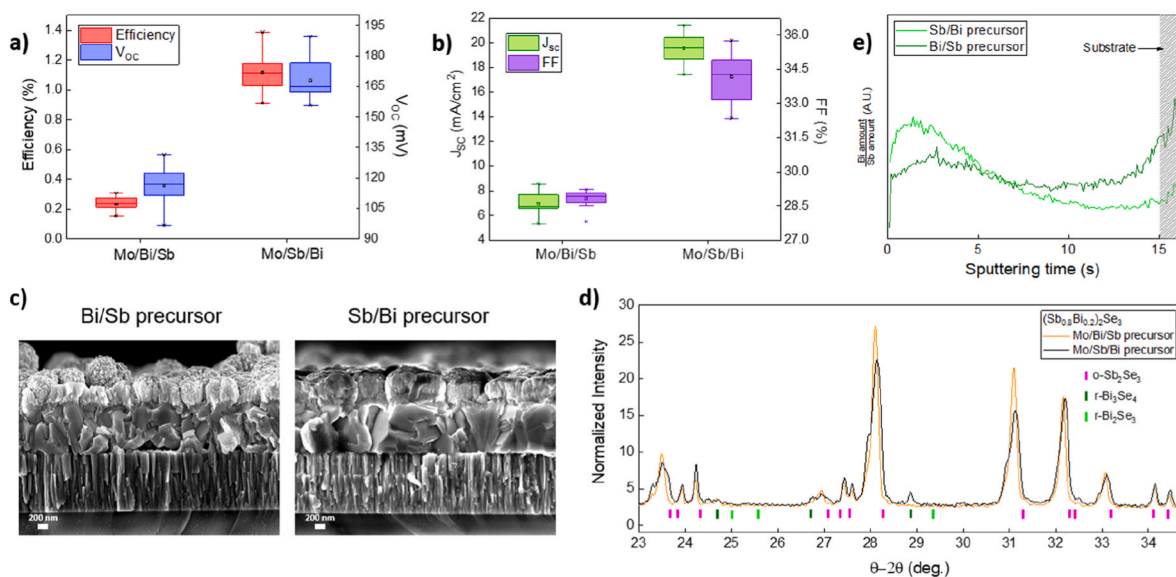 a)
Efficiency
V_OC
1.4
1.2
1.0
0.8
0.6
0.4
0.2
0.0
Efficiency (%)
195
180
165
150
135
120
105
90
V_OC (mV)
Mo/Bi/Sb
Mo/Sb/Bi
b)
J_SC
FF
22
20
18
16
14
12
10
8
6
4
J_SC (mA/cm²)
36.0
34.5
33.0
31.5
30.0
28.5
27.0
FF (%)
Mo/Bi/Sb
Mo/Sb/Bi
e)
Sb/Bi precursor
Bi/Sb precursor
Substrate
Bi amount
Sb amount
(A.U.)
0
5
10
15
Sputtering time (s)
c)
Bi/Sb precursor
Sb/Bi precursor
200 nm
200 nm
d)
30
25
20
15
10
5
0
Normalized Intensity
(Sb₀.₈Bi₀.₂)₂Se₃
Mo/Bi/Sb precursor
Mo/Sb/Bi precursor
o-Sb₂Se₃
r-Bi₃Se₄
r-Bi₂Se₃
23 24 25 26 27 28 29 30 31 32 33 34
θ–2θ (deg.)